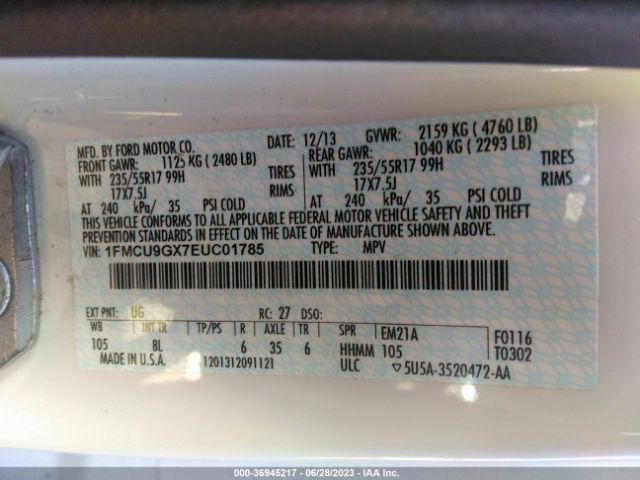 MFD. BY FORD MOTOR CO. DATE: 12/13 GVWR: 2159 KG ( 4760 LB)
FRONT GAWR: 1125 KG ( 2480 LB) REAR GAWR: 1040 KG ( 2293 LB)
WITH 235/55R17 99H TIRES WITH 235/55R17 99H TIRES
17X7.5J RIMS 17X7.5J RIMS
AT 240 kPa/ 35 PSI COLD AT 240 kPa/ 35 PSI COLD
THIS VEHICLE CONFORMS TO ALL APPLICABLE FEDERAL MOTOR VEHICLE SAFETY AND THEFT
PREVENTION STANDARDS IN EFFECT ON THE DATE OF MANUFACTURE SHOWN ABOVE.
VIN: 1FMCU9GX7EUC01785 TYPE: MPV
EXT PNT: UG RC: 27 DSO:
WB INT TR TP/PS R AXLE TR SPR EM21A F0116
105 8L 6 35 6 HHMM 105 T0302
MADE IN U.S.A. 1201312091121 ULC ▽5U5A-3520472-AA
000-36945217 | 06/28/2023 | IAA Inc.